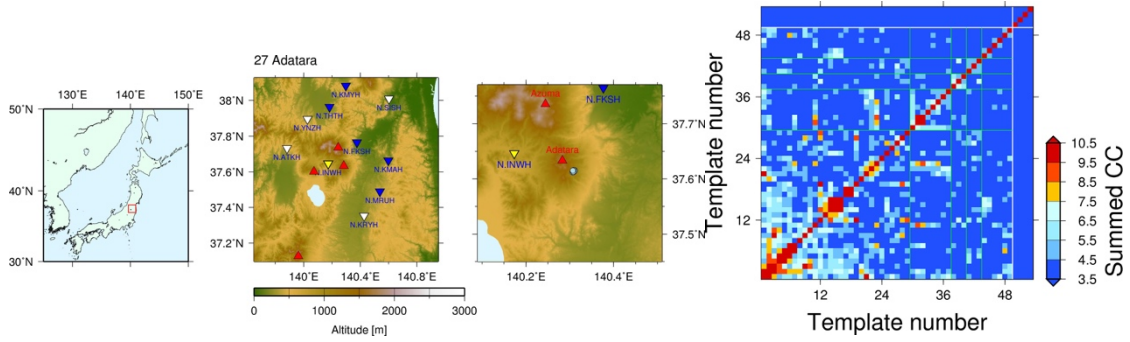 27 Adatara
125°E 130°E 135°E 140°E 145°E 150°E
50°N
40°N
30°N
38°N
37.8°N
37.6°N
37.4°N
37.2°N
N.KMYH
N.THTH
N.YNZH
N.ATKH
N.FKSH
N.INWH
N.KMAH
N.MRUH
N.KRYH
140°E 140.4°E 140.8°E
0 1000 2000 3000
Altitude [m]
Azuma
N.FKSH
N.INWH
Adatara
37.7°N
37.6°N
37.5°N
140.2°E 140.4°E
Template number
48
36
24
12
12 24 36 48
Template number
10.5
9.5
8.5
7.5
6.5
5.5
4.5
3.5
Summed CC